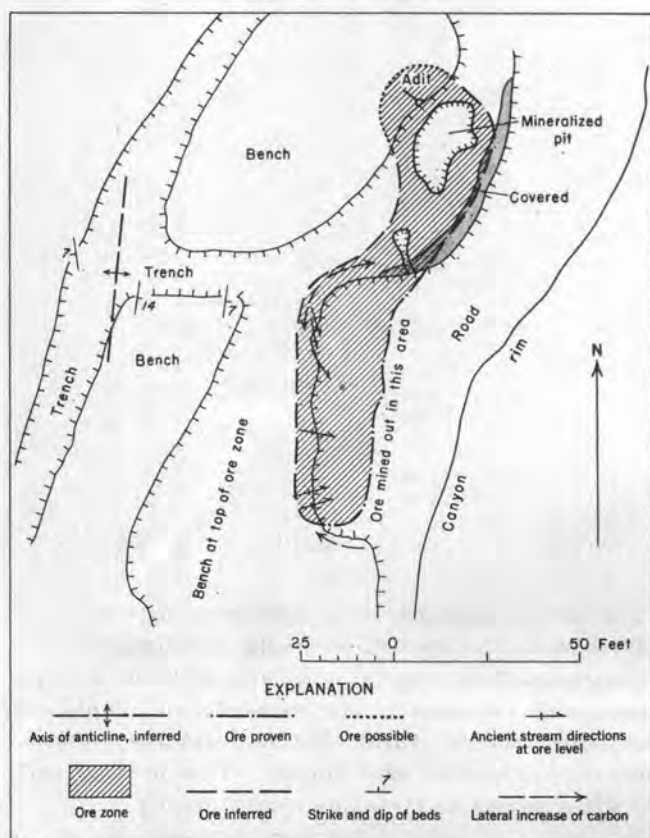 Adit
Mineralized
pit
Bench
Covered
7
Trench
14
7
Bench
Trench
Bench at top of ore zone
Ore mined out in this area
Road
Canyon rim
N
25 0 50 Feet
EXPLANATION
Axis of anticline, inferred
Ore proven
Ore possible
Ancient stream directions
at ore level
Ore zone
Ore inferred
7
Strike and dip of beds
Lateral increase of carbon